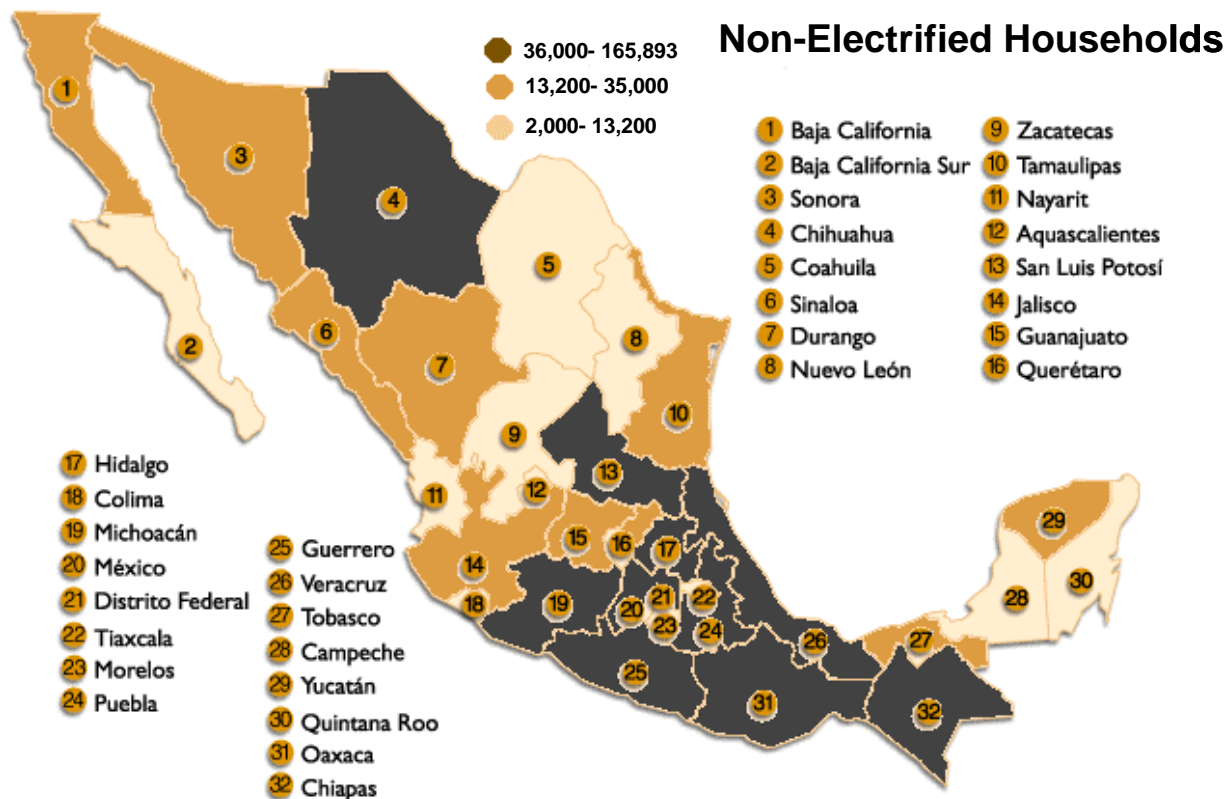 Non-Electrified Households
36,000- 165,893
13,200- 35,000
2,000- 13,200
1 Baja California
2 Baja California Sur
3 Sonora
4 Chihuahua
5 Coahuila
6 Sinaloa
7 Durango
8 Nuevo León
9 Zacatecas
10 Tamaulipas
11 Nayarit
12 Aquascalientes
13 San Luis Potosí
14 Jalisco
15 Guanajuato
16 Querétaro
17 Hidalgo
18 Colima
19 Michoacán
20 México
21 Distrito Federal
22 Tiaxcala
23 Morelos
24 Puebla
25 Guerrero
26 Veracruz
27 Tobasco
28 Campeche
29 Yucatán
30 Quintana Roo
31 Oaxaca
32 Chiapas
1
3
4
5
6
2
8
7
10
9
13
12
11
29
15
16
17
14
30
28
18
19
20
21
22
23
24
26
27
25
31
32